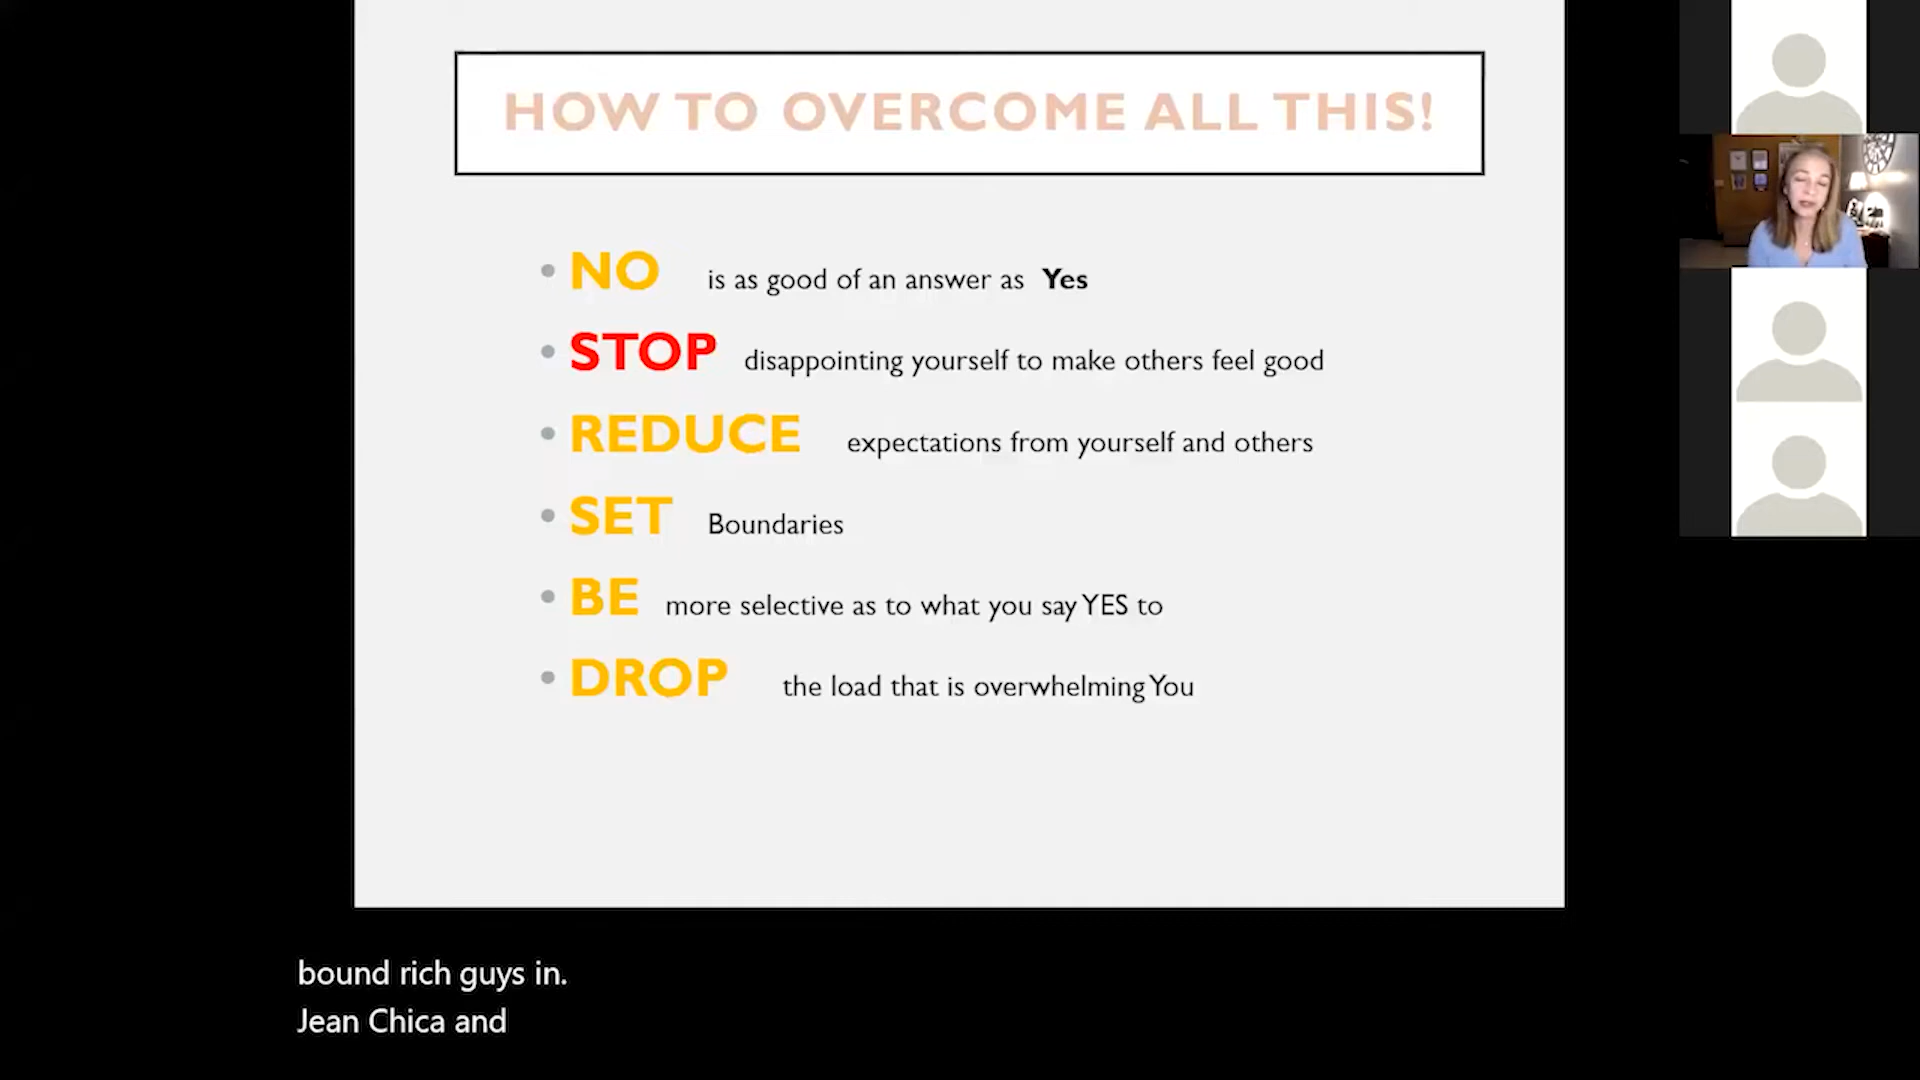 HOW TO OVERCOME ALL THIS!
• NO is as good of an answer as Yes
• STOP disappointing yourself to make others feel good
• REDUCE expectations from yourself and others
• SET Boundaries
• BE more selective as to what you say YES to
• DROP the load that is overwhelming You
bound rich guys in.
Jean Chica and